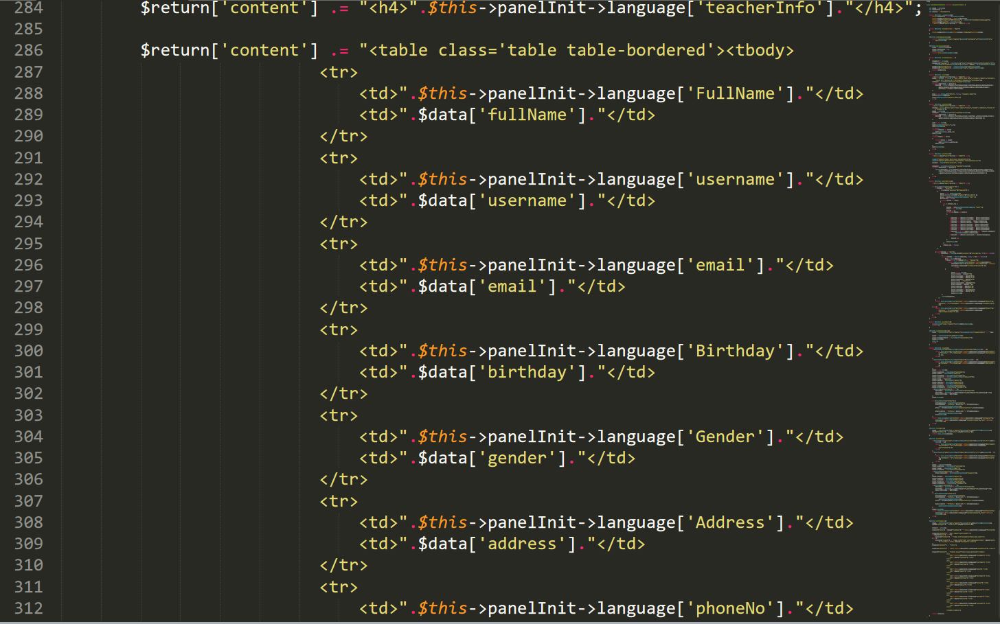 284 $return['content'] .= "<h4>".$this->panelInit->language['teacherInfo']."</h4>";
285
286 $return['content'] .= "<table class='table table-bordered'><tbody>
287 <tr>
288 <td>".$this->panelInit->language['FullName']."</td>
289 <td>".$data['fullName']."</td>
290 </tr>
291 <tr>
292 <td>".$this->panelInit->language['username']."</td>
293 <td>".$data['username']."</td>
294 </tr>
295 <tr>
296 <td>".$this->panelInit->language['email']."</td>
297 <td>".$data['email']."</td>
298 </tr>
299 <tr>
300 <td>".$this->panelInit->language['Birthday']."</td>
301 <td>".$data['birthday']."</td>
302 </tr>
303 <tr>
304 <td>".$this->panelInit->language['Gender']."</td>
305 <td>".$data['gender']."</td>
306 </tr>
307 <tr>
308 <td>".$this->panelInit->language['Address']."</td>
309 <td>".$data['address']."</td>
310 </tr>
311 <tr>
312 <td>".$this->panelInit->language['phoneNo']."</td>